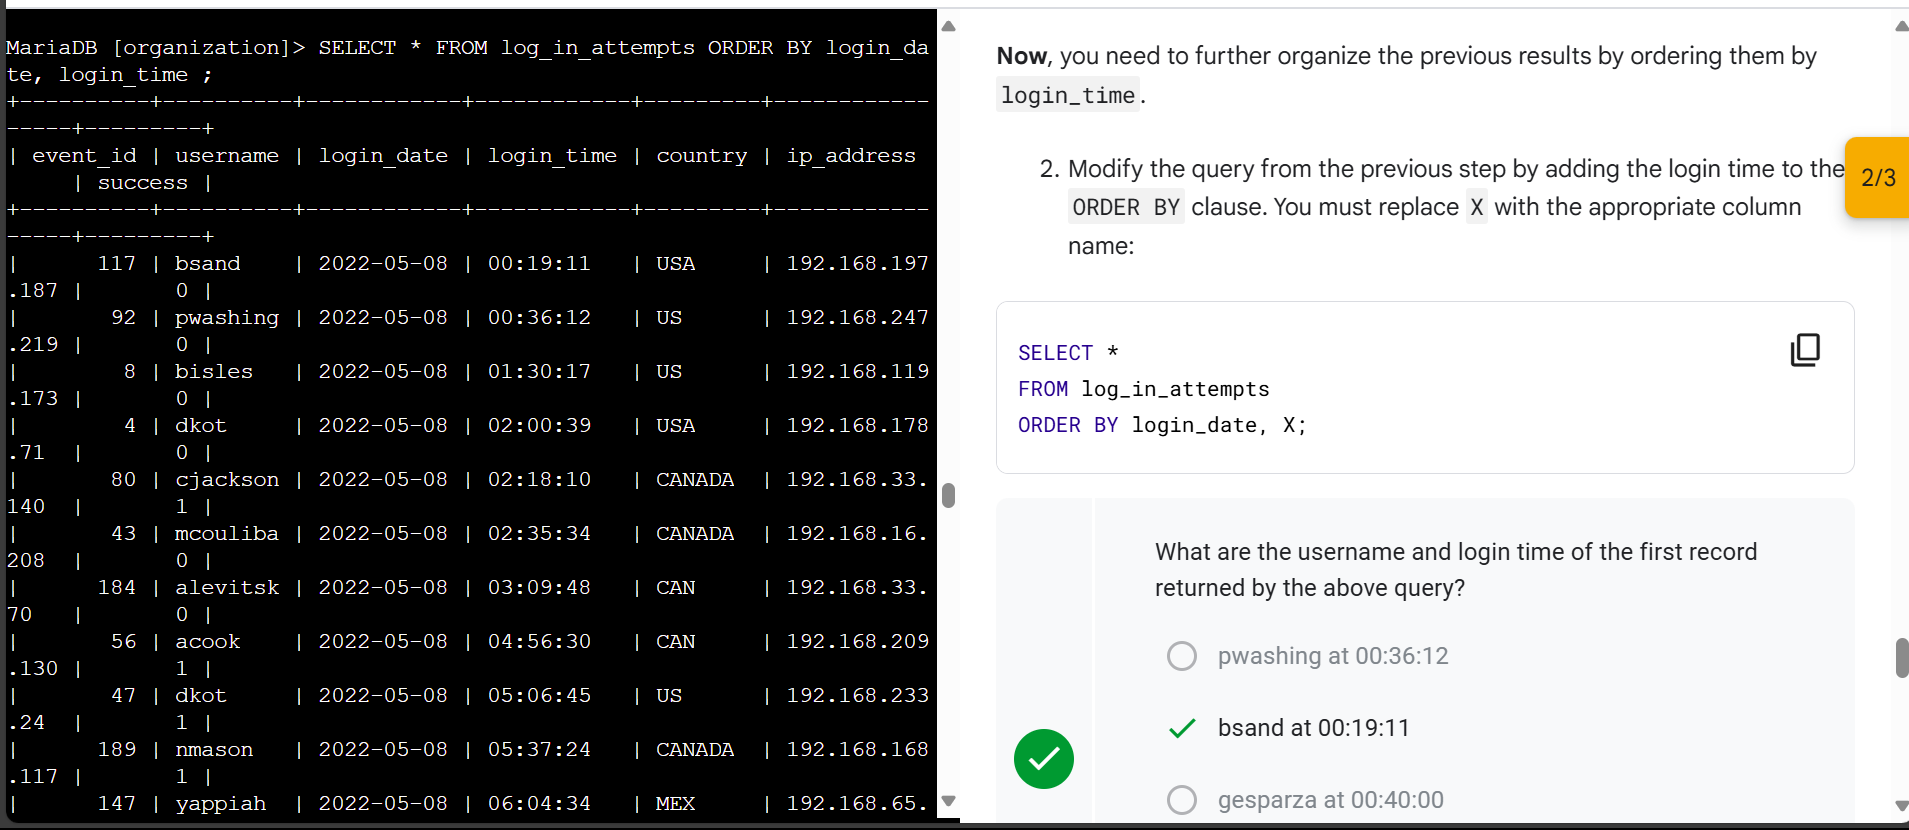 MariaDB [organization]> SELECT * FROM log_in_attempts ORDER BY login_da
te, login_time ;
+----------+----------+------------+------------+---------+------------
-----+---------+
| event_id | username | login_date | login_time | country | ip_address
     | success |
+----------+----------+------------+------------+---------+------------
-----+---------+
|      117 | bsand    | 2022-05-08 | 00:19:11   | USA     | 192.168.197
.187 |       0 |
|       92 | pwashing | 2022-05-08 | 00:36:12   | US      | 192.168.247
.219 |       0 |
|        8 | bisles   | 2022-05-08 | 01:30:17   | US      | 192.168.119
.173 |       0 |
|        4 | dkot     | 2022-05-08 | 02:00:39   | USA     | 192.168.178
.71  |       0 |
|       80 | cjackson | 2022-05-08 | 02:18:10   | CANADA  | 192.168.33.
140  |       1 |
|       43 | mcouliba | 2022-05-08 | 02:35:34   | CANADA  | 192.168.16.
208  |       0 |
|      184 | alevitsk | 2022-05-08 | 03:09:48   | CAN     | 192.168.33.
70   |       0 |
|       56 | acook    | 2022-05-08 | 04:56:30   | CAN     | 192.168.209
.130 |       1 |
|       47 | dkot     | 2022-05-08 | 05:06:45   | US      | 192.168.233
.24  |       1 |
|      189 | nmason   | 2022-05-08 | 05:37:24   | CANADA  | 192.168.168
.117 |       1 |
|      147 | yappiah  | 2022-05-08 | 06:04:34   | MEX     | 192.168.65.
Now, you need to further organize the previous results by ordering them by
login_time.
2. Modify the query from the previous step by adding the login time to the
ORDER BY clause. You must replace X with the appropriate column
name:
2/3
SELECT *
FROM log_in_attempts
ORDER BY login_date, X;
What are the username and login time of the first record
returned by the above query?
pwashing at 00:36:12
bsand at 00:19:11
gesparza at 00:40:00